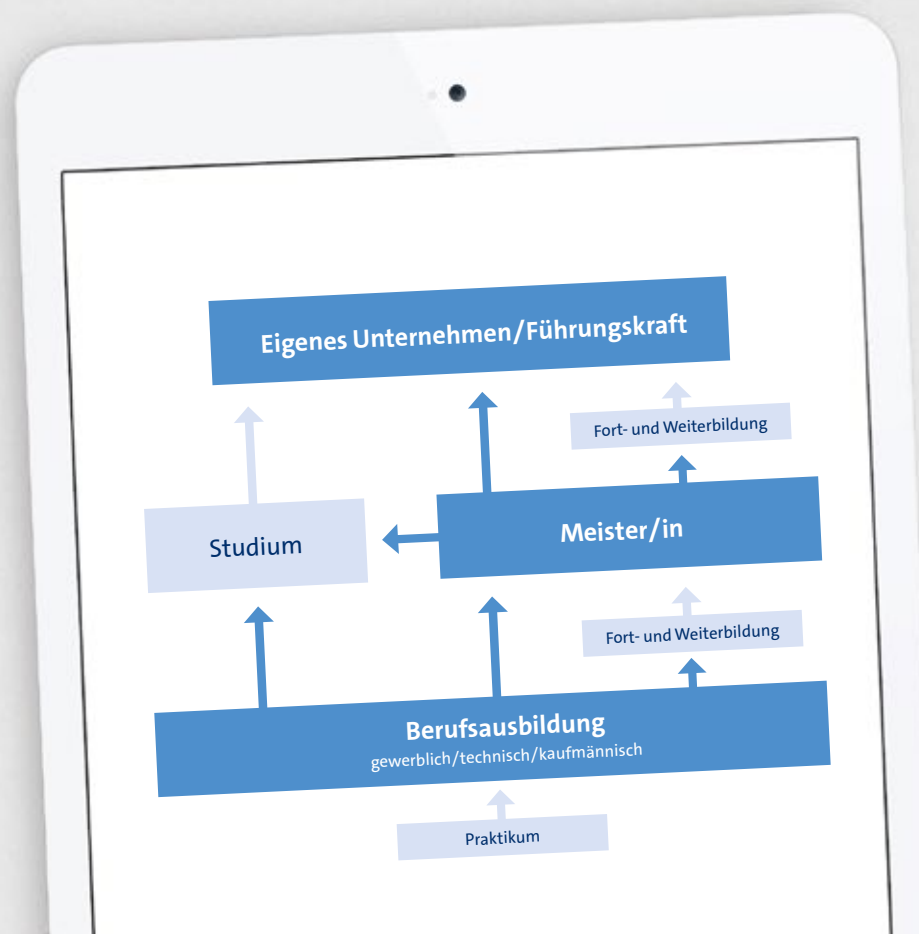 Eigenes Unternehmen/Führungskraft
Fort- und Weiterbildung
Studium
Meister/in
Fort- und Weiterbildung
Berufsausbildung
gewerblich/technisch/kaufmännisch
Praktikum